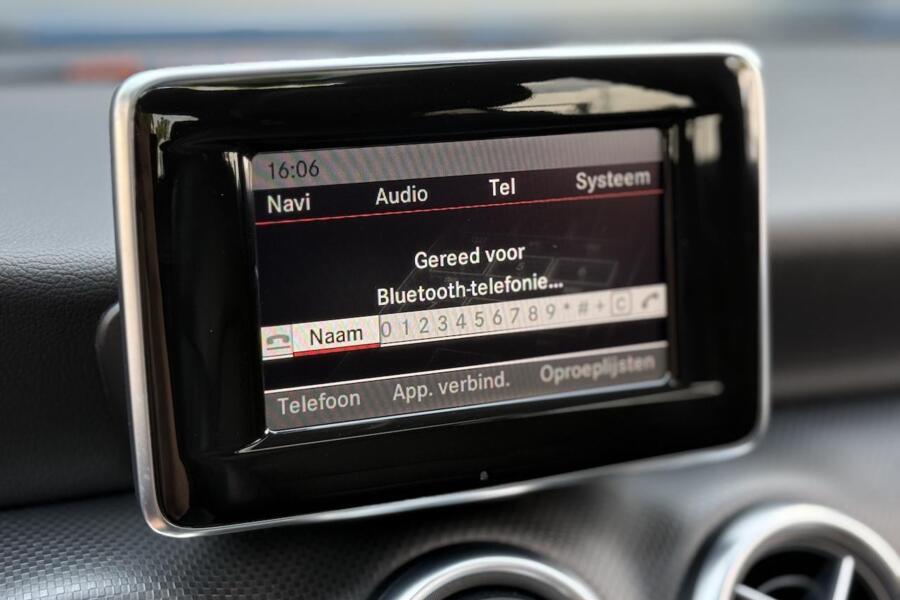 16:06
Navi Audio Tel Systeem
Gereed voor
Bluetooth-telefonie...
Naam 0 1 2 3 4 5 6 7 8 9 * # + C
Telefoon App. verbind. Oproeplijsten